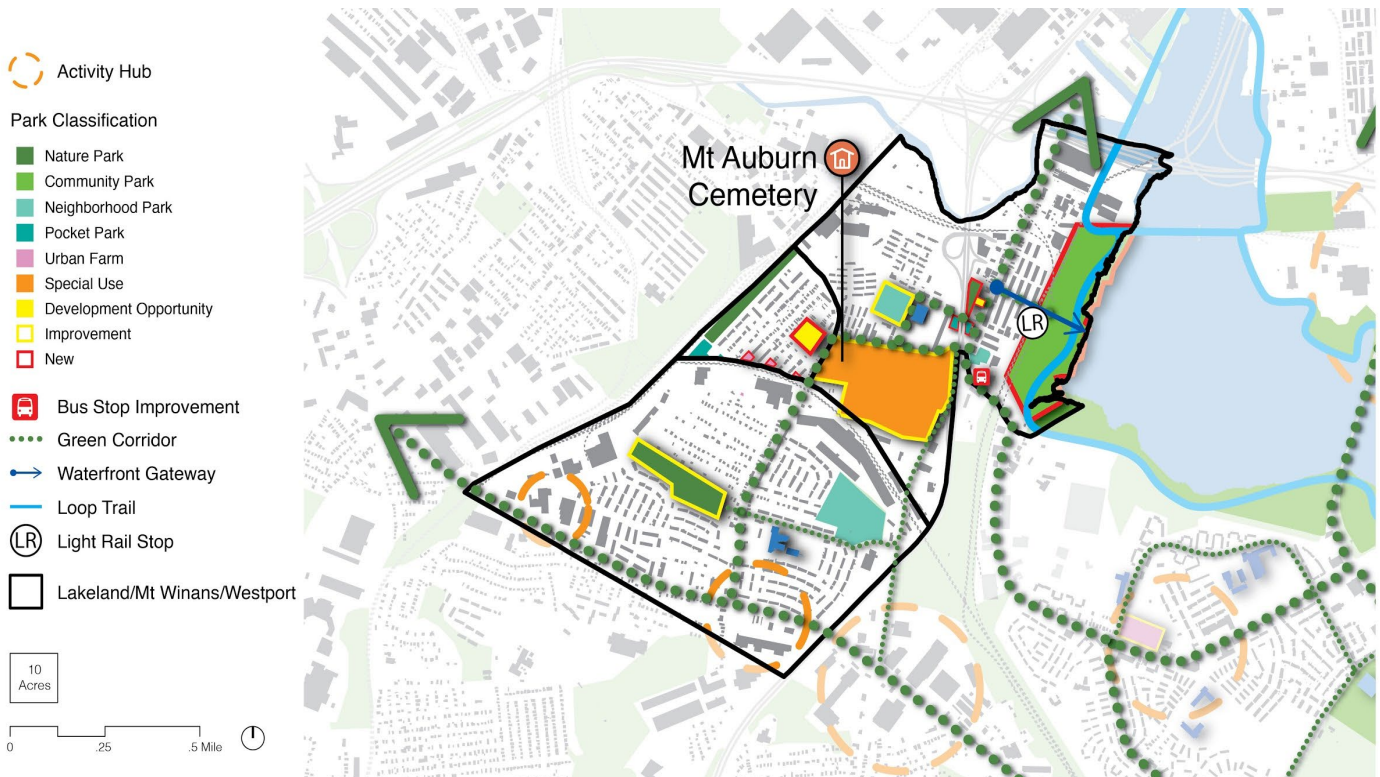 Activity Hub
Park Classification
Nature Park
Community Park
Neighborhood Park
Pocket Park
Urban Farm
Special Use
Development Opportunity
Improvement
New
Bus Stop Improvement
Green Corridor
Waterfront Gateway
Loop Trail
LR Light Rail Stop
Lakeland/Mt Winans/Westport
10
Acres
0 .25 .5 Mile
Mt Auburn
Cemetery
LR